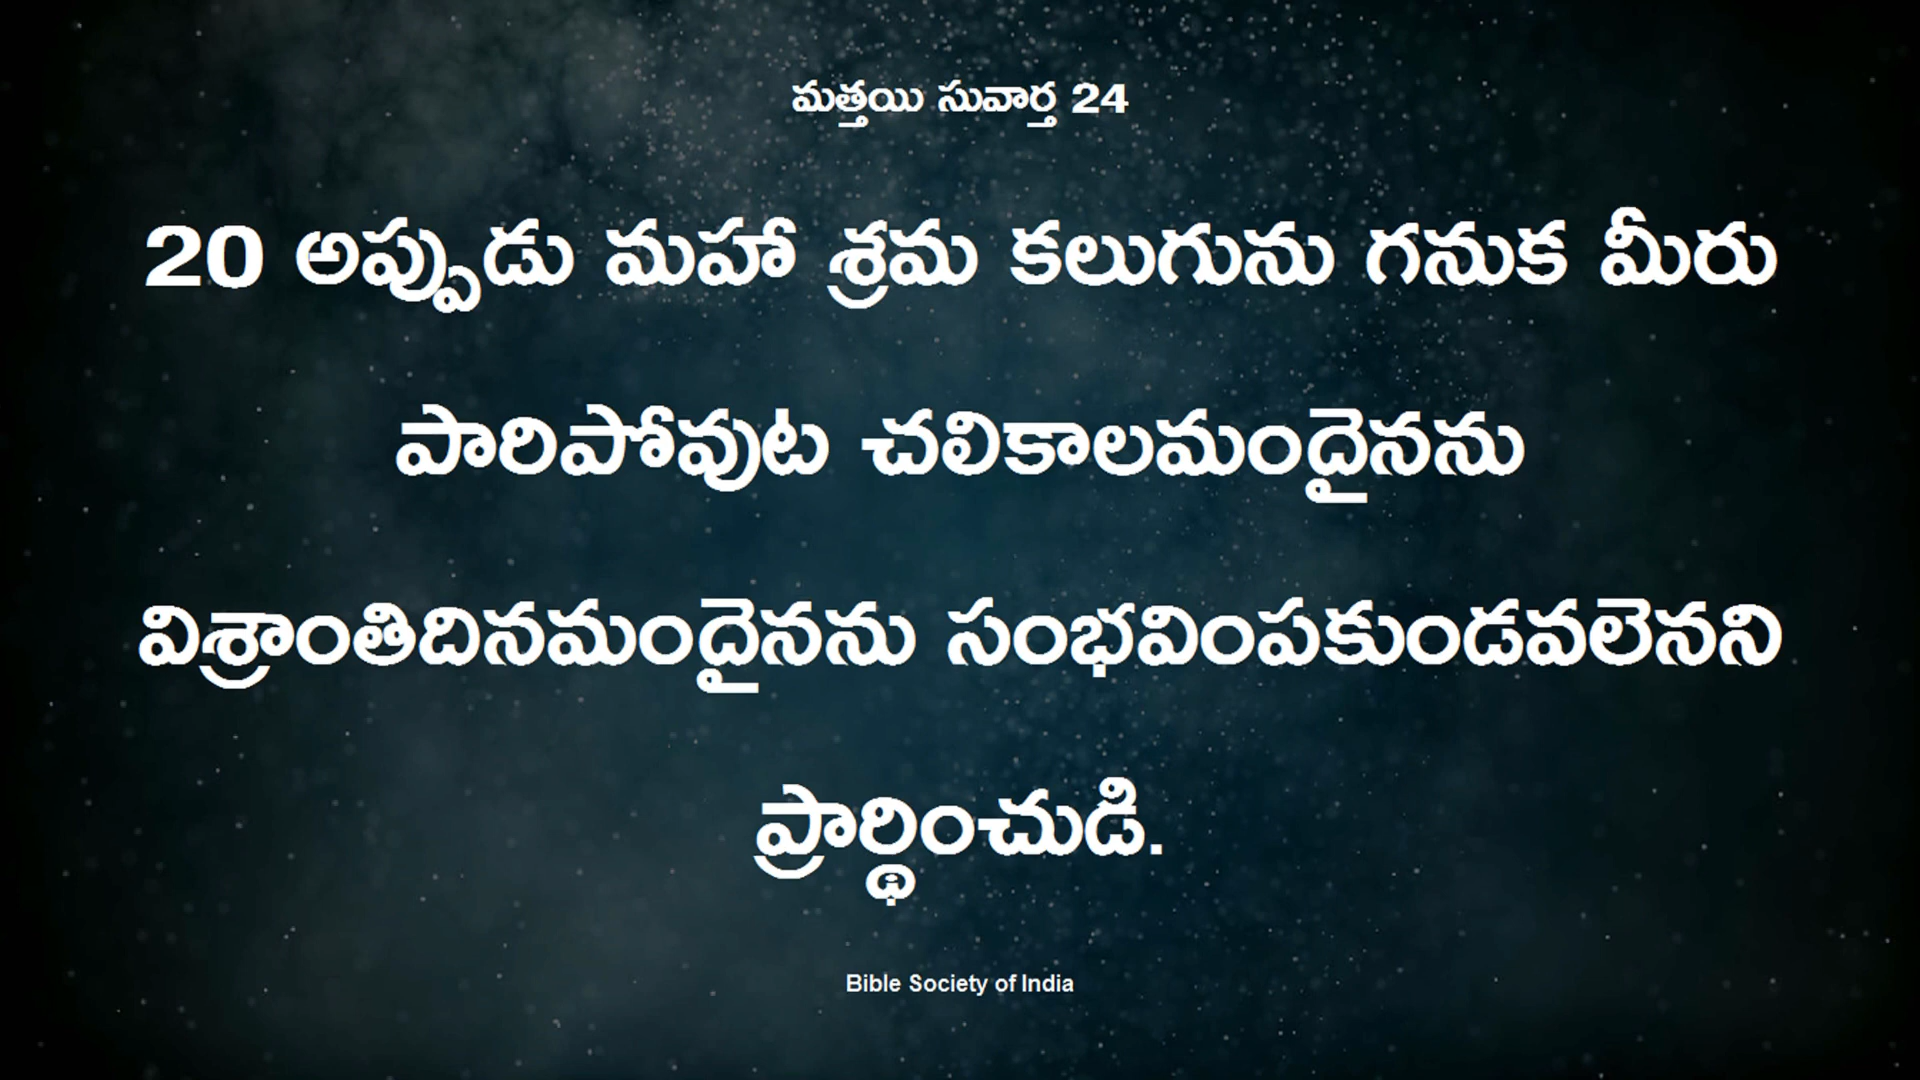 మత్తయి సువార్త 24
20 అప్పుడు మహా శ్రమ కలుగును గనుక మీరు
పారిపోవుట చలికాలమందైనను
విశ్రాంతిదినమందైనను సంభవింపకుండవలెనని
ప్రార్థించుడి.
Bible Society of India